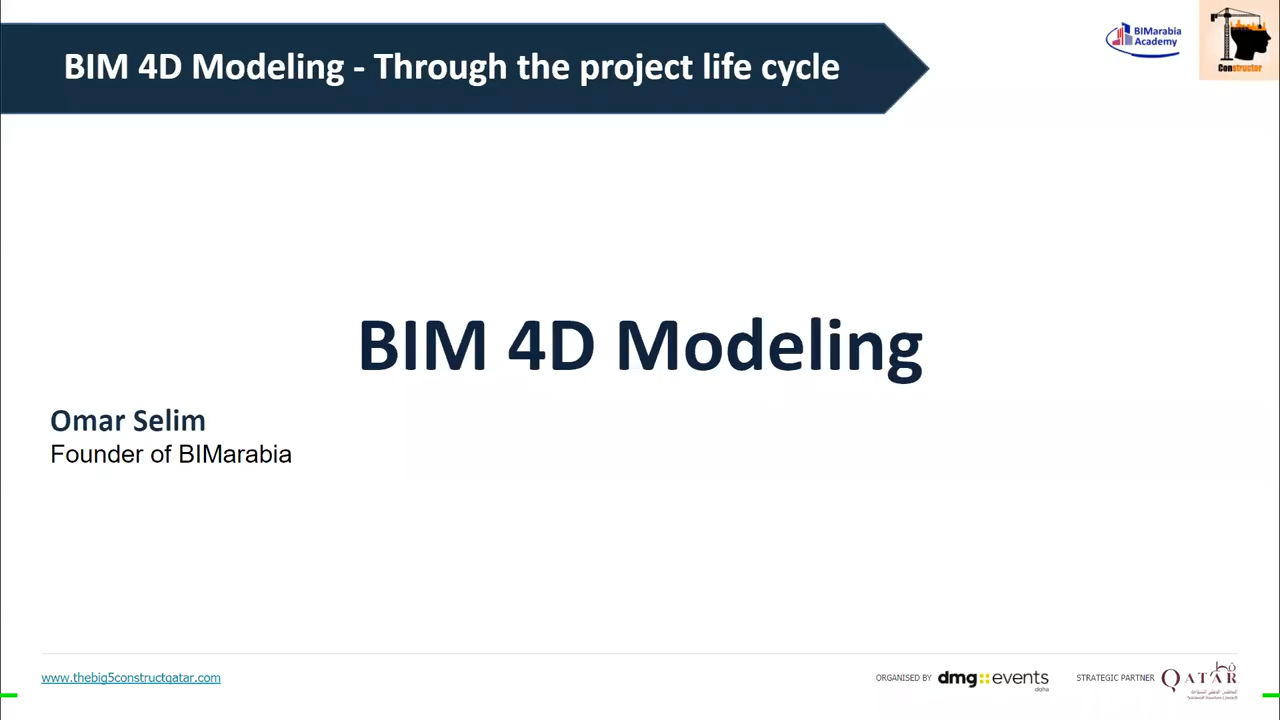 BIM 4D Modeling - Through the project life cycle
BIMarabia
Academy
Constructor
BIM 4D Modeling
Omar Selim
Founder of BIMarabia
www.thebig5constructqatar.com
ORGANISED BY dmg::events
doha
STRATEGIC PARTNER QATAR
قطر